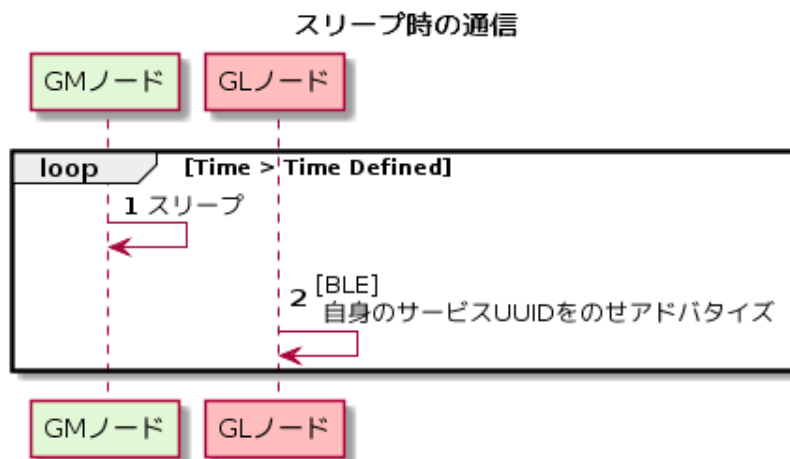 スリープ時の通信
GMノード GLノード
loop [Time > Time Defined]
1 スリープ
2 [BLE]
自身のサービスUUIDをのせアドバタイズ
GMノード GLノード